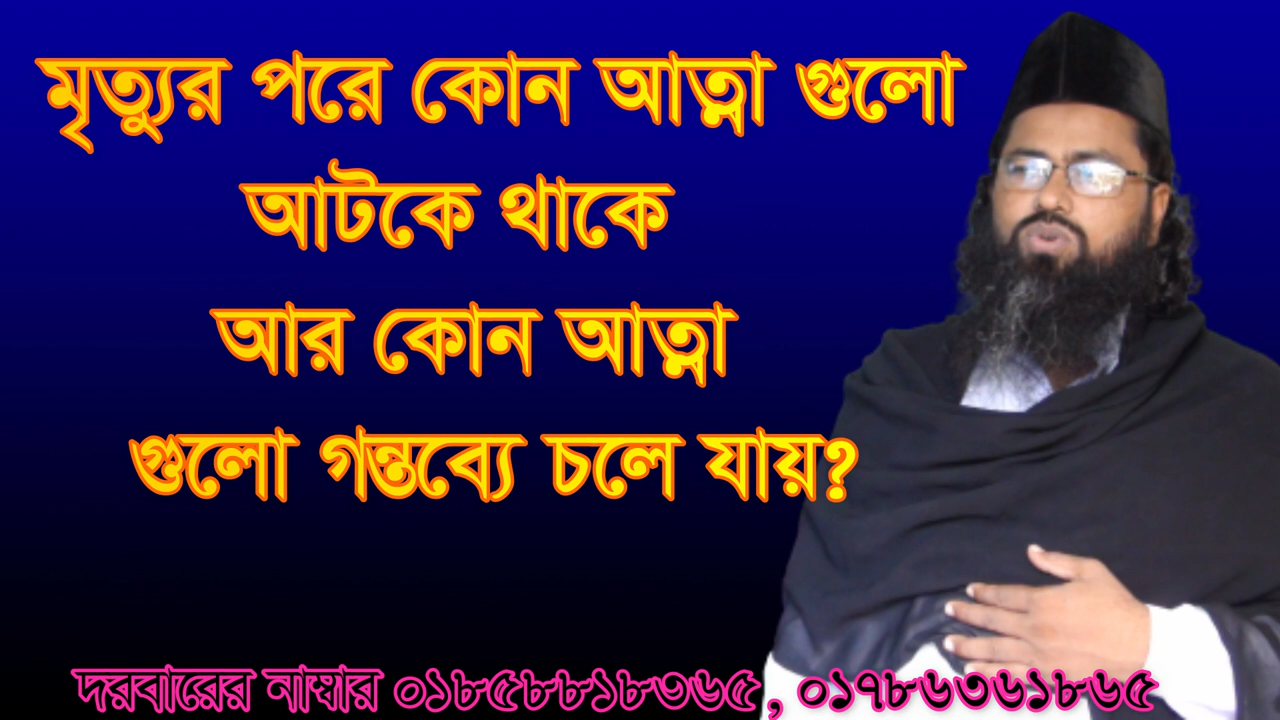 মৃত্যুর পরে কোন আত্না গুলো
আটকে থাকে
আর কোন আত্না
গুলো গন্তব্যে চলে যায়?
দরবারের নাম্বার ০১৮৫৮৮১৮৩৬৫, ০১৭৮৬৩৬১৮৬৫